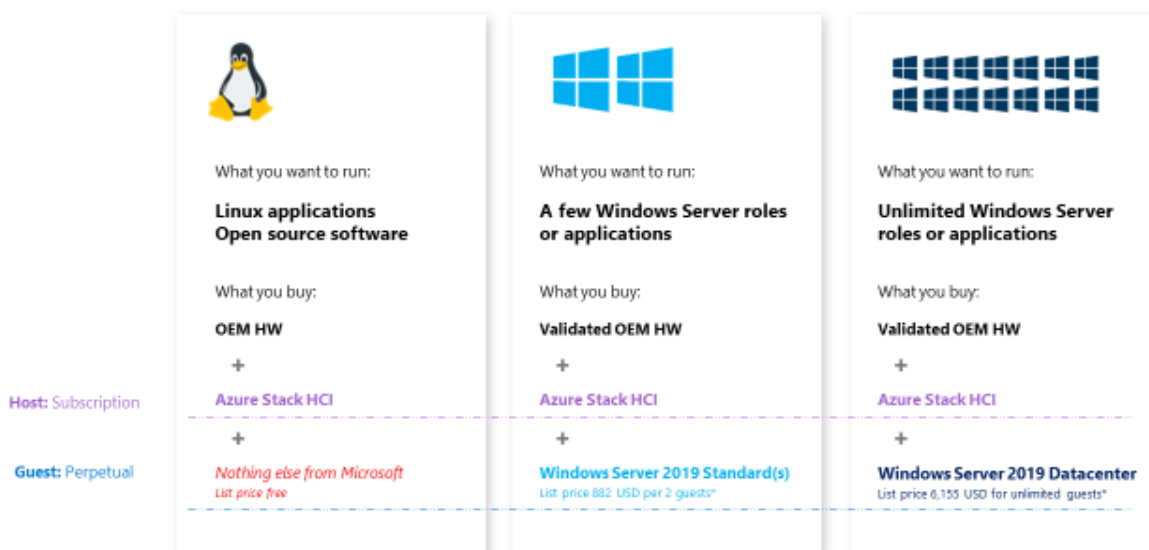 What you want to run:
Linux applications
Open source software
What you buy:
OEM HW
+
Azure Stack HCI
+
Nothing else from Microsoft
List price free
What you want to run:
A few Windows Server roles
or applications
What you buy:
Validated OEM HW
+
Azure Stack HCI
+
Windows Server 2019 Standard(s)
List price 882 USD per 2 guests*
What you want to run:
Unlimited Windows Server
roles or applications
What you buy:
Validated OEM HW
+
Azure Stack HCI
+
Windows Server 2019 Datacenter
List price 6,155 USD for unlimited guests*
Host: Subscription
Guest: Perpetual